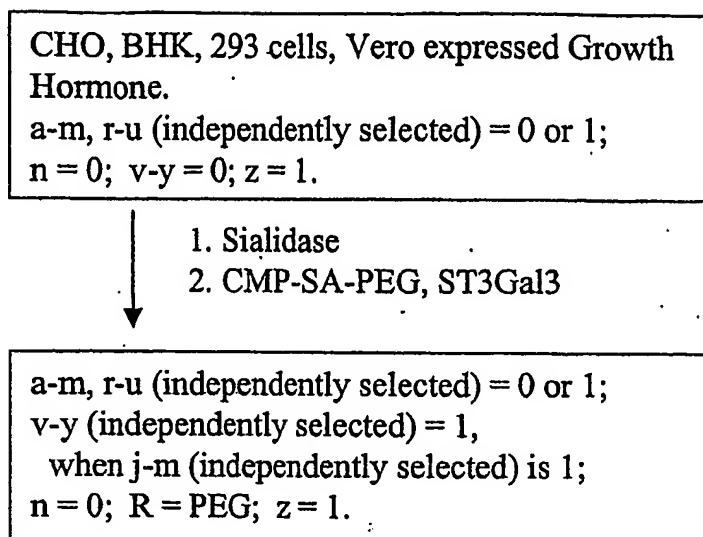 CHO, BHK, 293 cells, Vero expressed Growth
Hormone.
a-m, r-u (independently selected) = 0 or 1;
n = 0; v-y = 0; z = 1.
1. Sialidase
2. CMP-SA-PEG, ST3Gal3
a-m, r-u (independently selected) = 0 or 1;
v-y (independently selected) = 1,
when j-m (independently selected) is 1;
n = 0; R = PEG; z = 1.